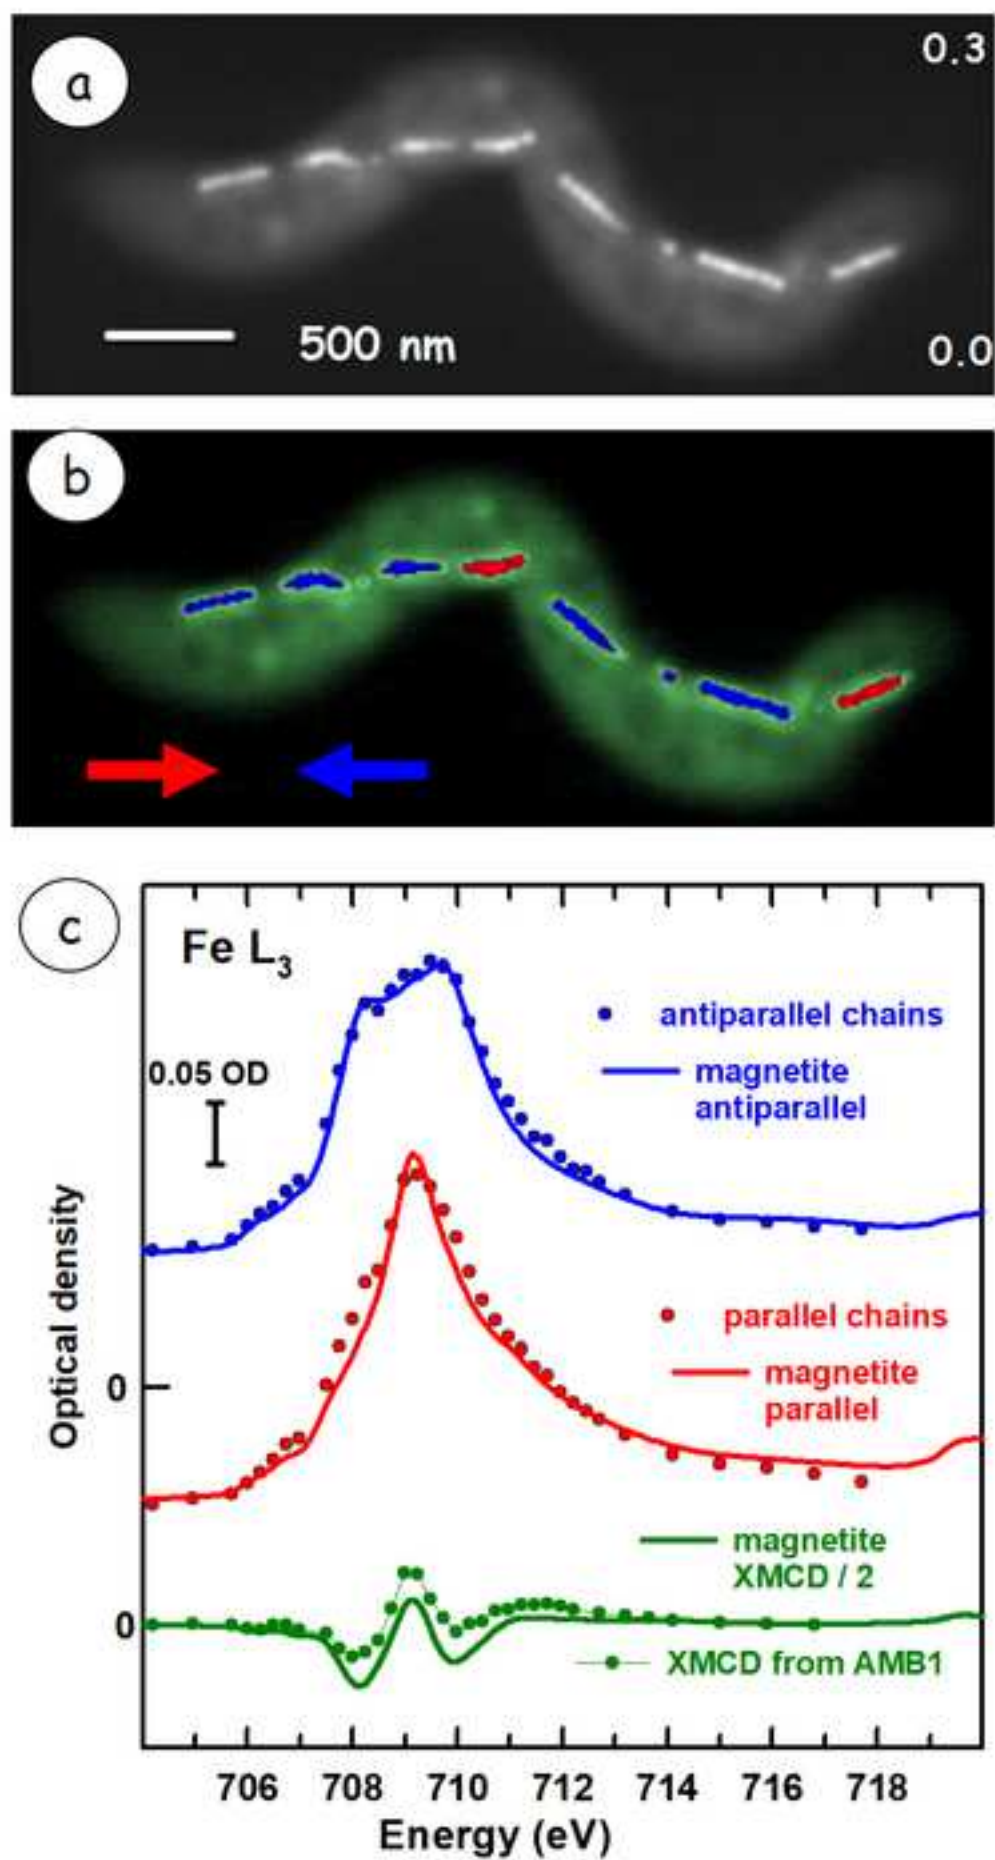 a
0.3
500 nm
0.0
b
c
Fe L3
antiparallel chains
0.05 OD
magnetite
antiparallel
Optical density
parallel chains
0
magnetite
parallel
magnetite
XMCD / 2
0
XMCD from AMB1
706 708 710 712 714 716 718
Energy (eV)